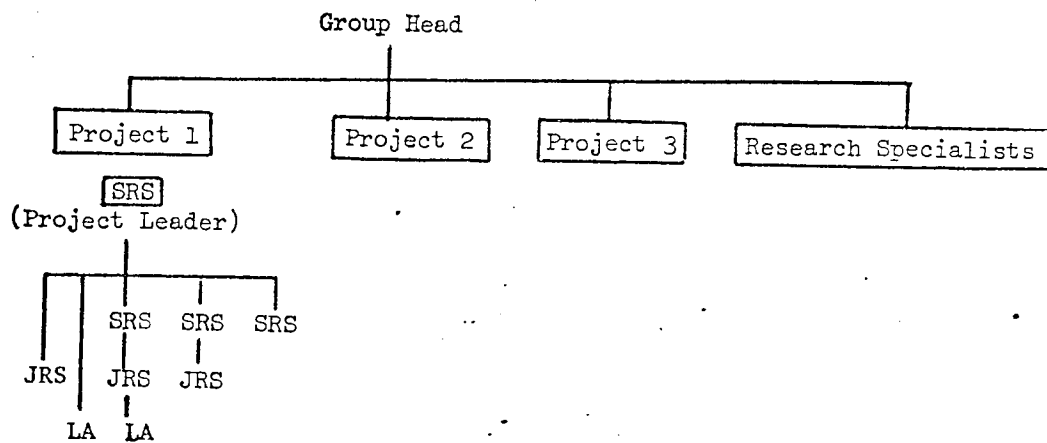 Group Head
Project 1 Project 2 Project 3 Research Specialists
SRS
(Project Leader)
SRS SRS SRS
JRS JRS JRS
LA LA